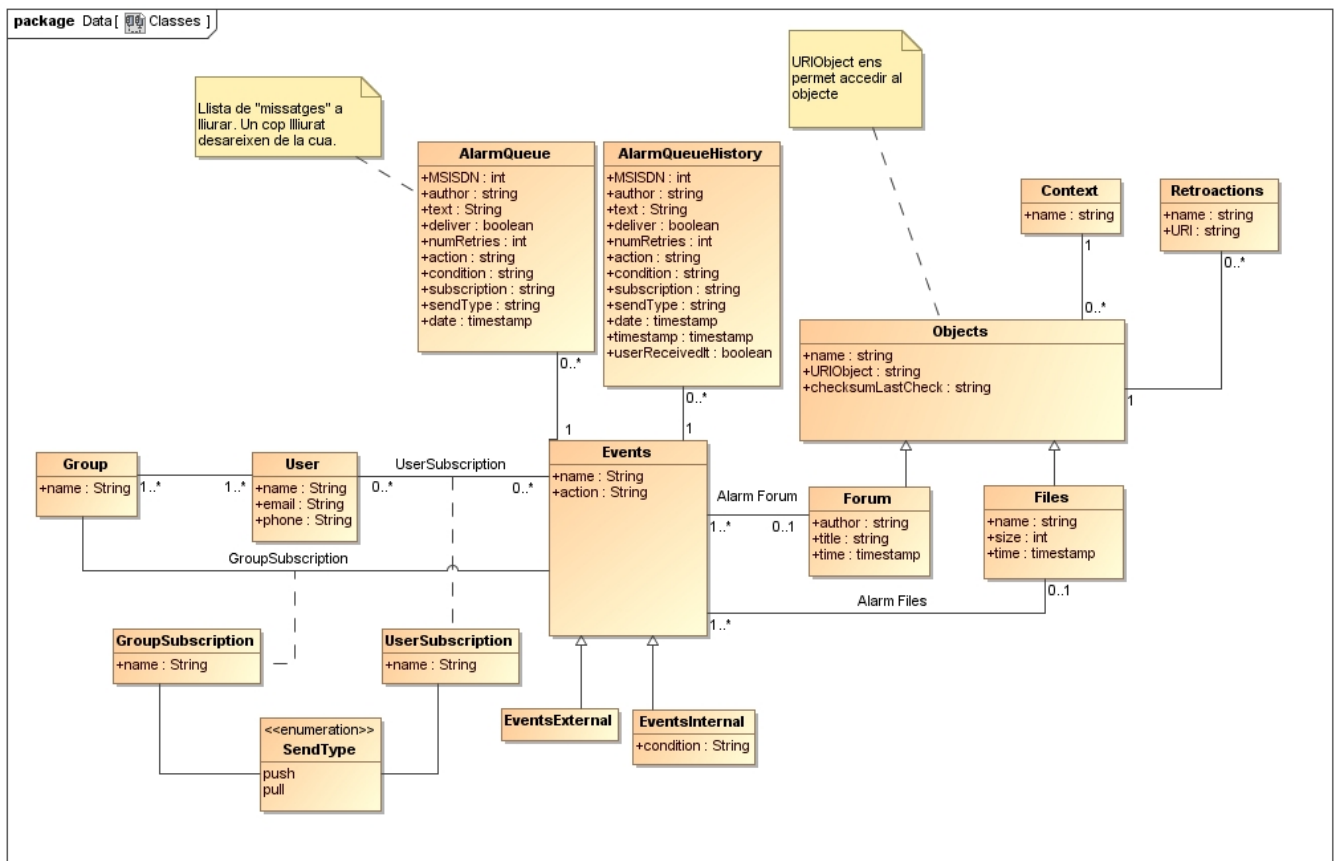 package Data [ Classes ]
URIObject ens
permet accedir al
objecte
Llista de "missatges" a
lliurar. Un cop lliurat
desareixen de la cua.
AlarmQueue
+MSISDN : int
+author : string
+text : String
+deliver : boolean
+numRetries : int
+action : string
+condition : string
+subscription : string
+sendType : string
+date : timestamp
AlarmQueueHistory
+MSISDN : int
+author : string
+text : String
+deliver : boolean
+numRetries : int
+action : string
+condition : string
+subscription : string
+sendType : string
+date : timestamp
+timestamp : timestamp
+userReceivedIt : boolean
Context
+name : string
Retroactions
+name : string
+URI : string
1
0..*
0..*
Objects
+name : string
+URIObject : string
+checksumLastCheck : string
1
0..*
1
0..*
1
Group
+name : String
1..*
1..*
User
+name : String
+email : String
+phone : String
UserSubscription
0..*
0..*
Events
+name : String
+action : String
Alarm Forum
1..*
0..1
Forum
+author : string
+title : string
+time : timestamp
Files
+name : string
+size : int
+time : timestamp
GroupSubscription
Alarm Files
0..1
1..*
GroupSubscription
+name : String
UserSubscription
+name : String
EventsExternal
EventsInternal
+condition : String
<<enumeration>>
SendType
push
pull